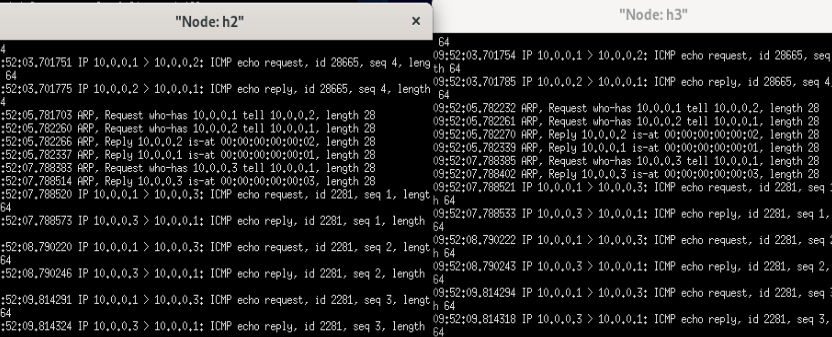 "Node: h2"
×
4
:52:03.701751 IP 10.0.0.1 > 10.0.0.2: ICMP echo request, id 28665, seq 4, leng
 64
:52:03.701775 IP 10.0.0.2 > 10.0.0.1: ICMP echo reply, id 28665, seq 4, length
4
:52:05.781703 ARP, Request who-has 10.0.0.1 tell 10.0.0.2, length 28
:52:05.782260 ARP, Request who-has 10.0.0.2 tell 10.0.0.1, length 28
:52:05.782266 ARP, Reply 10.0.0.2 is-at 00:00:00:00:00:02, length 28
:52:05.782337 ARP, Reply 10.0.0.1 is-at 00:00:00:00:00:01, length 28
:52:07.788383 ARP, Request who-has 10.0.0.3 tell 10.0.0.1, length 28
:52:07.788514 ARP, Reply 10.0.0.3 is-at 00:00:00:00:00:03, length 28
:52:07.788520 IP 10.0.0.1 > 10.0.0.3: ICMP echo request, id 2281, seq 1, lengt
64
:52:07.788573 IP 10.0.0.3 > 10.0.0.1: ICMP echo reply, id 2281, seq 1, length
:52:08.790220 IP 10.0.0.1 > 10.0.0.3: ICMP echo request, id 2281, seq 2, lengt
64
:52:08.790246 IP 10.0.0.3 > 10.0.0.1: ICMP echo reply, id 2281, seq 2, length
:52:09.814291 IP 10.0.0.1 > 10.0.0.3: ICMP echo request, id 2281, seq 3, lengt
64
:52:09.814324 IP 10.0.0.3 > 10.0.0.1: ICMP echo reply, id 2281, seq 3, length
"Node: h3"
 64
09:52:03.701754 IP 10.0.0.1 > 10.0.0.2: ICMP echo request, id 28665, seq
th 64
09:52:03.701785 IP 10.0.0.2 > 10.0.0.1: ICMP echo reply, id 28665, seq 4,
 64
09:52:05.782232 ARP, Request who-has 10.0.0.1 tell 10.0.0.2, length 28
09:52:05.782261 ARP, Request who-has 10.0.0.2 tell 10.0.0.1, length 28
09:52:05.782270 ARP, Reply 10.0.0.2 is-at 00:00:00:00:00:02, length 28
09:52:05.782339 ARP, Reply 10.0.0.1 is-at 00:00:00:00:00:01, length 28
09:52:07.788385 ARP, Request who-has 10.0.0.3 tell 10.0.0.1, length 28
09:52:07.788402 ARP, Reply 10.0.0.3 is-at 00:00:00:00:00:03, length 28
09:52:07.788521 IP 10.0.0.1 > 10.0.0.3: ICMP echo request, id 2281, seq 1
h 64
09:52:07.788533 IP 10.0.0.3 > 10.0.0.1: ICMP echo reply, id 2281, seq 1,
64
09:52:08.790222 IP 10.0.0.1 > 10.0.0.3: ICMP echo request, id 2281, seq 2
h 64
09:52:08.790243 IP 10.0.0.3 > 10.0.0.1: ICMP echo reply, id 2281, seq 2,
64
09:52:09.814294 IP 10.0.0.1 > 10.0.0.3: ICMP echo request, id 2281, seq 3
h 64
09:52:09.814318 IP 10.0.0.3 > 10.0.0.1: ICMP echo reply, id 2281, seq 3,
64